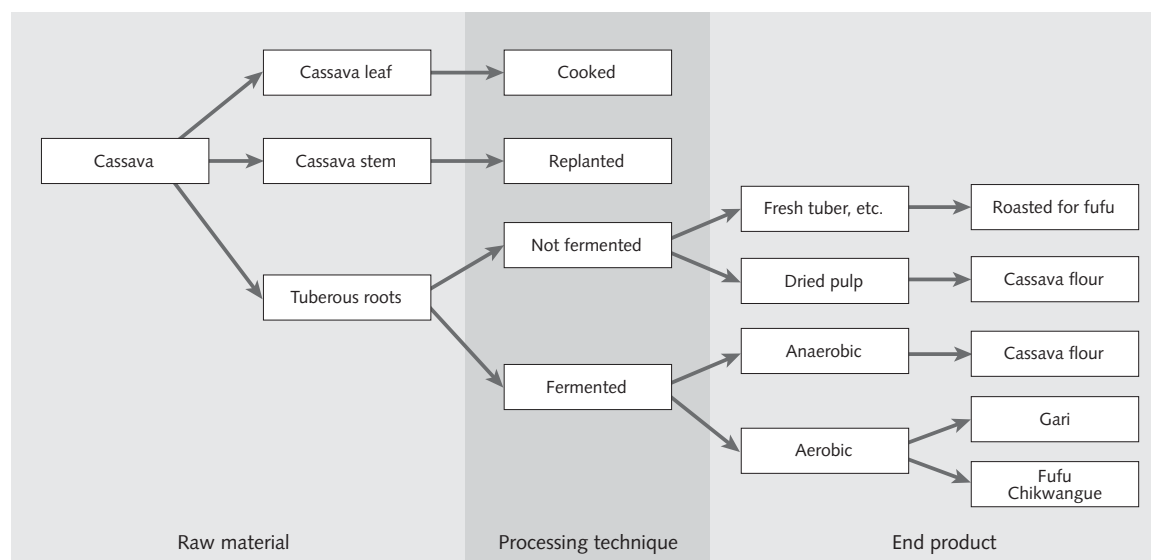 Cassava leaf
Cooked
Cassava
Cassava stem
Replanted
Fresh tuber, etc.
Roasted for fufu
Not fermented
Dried pulp
Cassava flour
Tuberous roots
Anaerobic
Cassava flour
Fermented
Gari
Aerobic
Fufu
Chikwangue
Raw material
Processing technique
End product